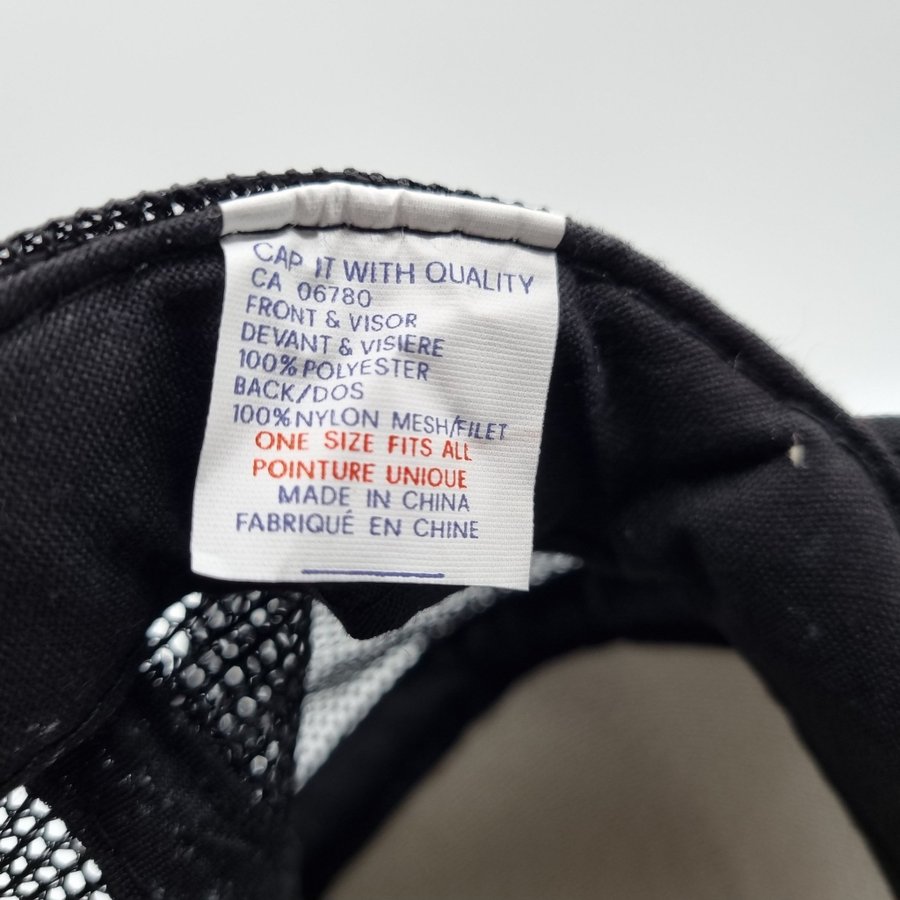 CAP IT WITH QUALITY
CA 06780
FRONT & VISOR
DEVANT & VISIERE
100% POLYESTER
BACK/DOS
100% NYLON MESH/FILET
ONE SIZE FITS ALL
POINTURE UNIQUE
MADE IN CHINA
FABRIQUÉ EN CHINE